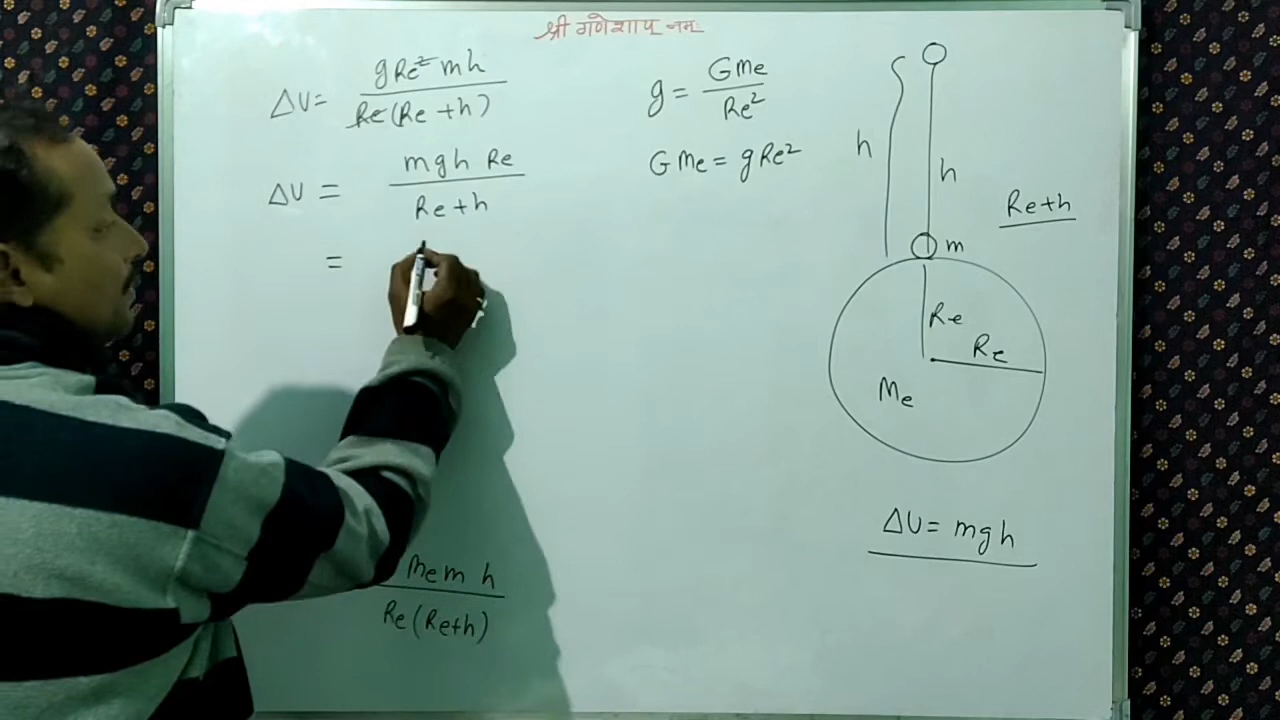 श्री गणेशाय नमः
ΔU= gRe² mh
Re(Re +h)
ΔU = mgh Re
Re+h
=
Mem h
Re(Re+h)
g = GMe
Re²
GMe = gRe²
h
h
Re+h
m
Re
Re
Me
ΔU= mgh